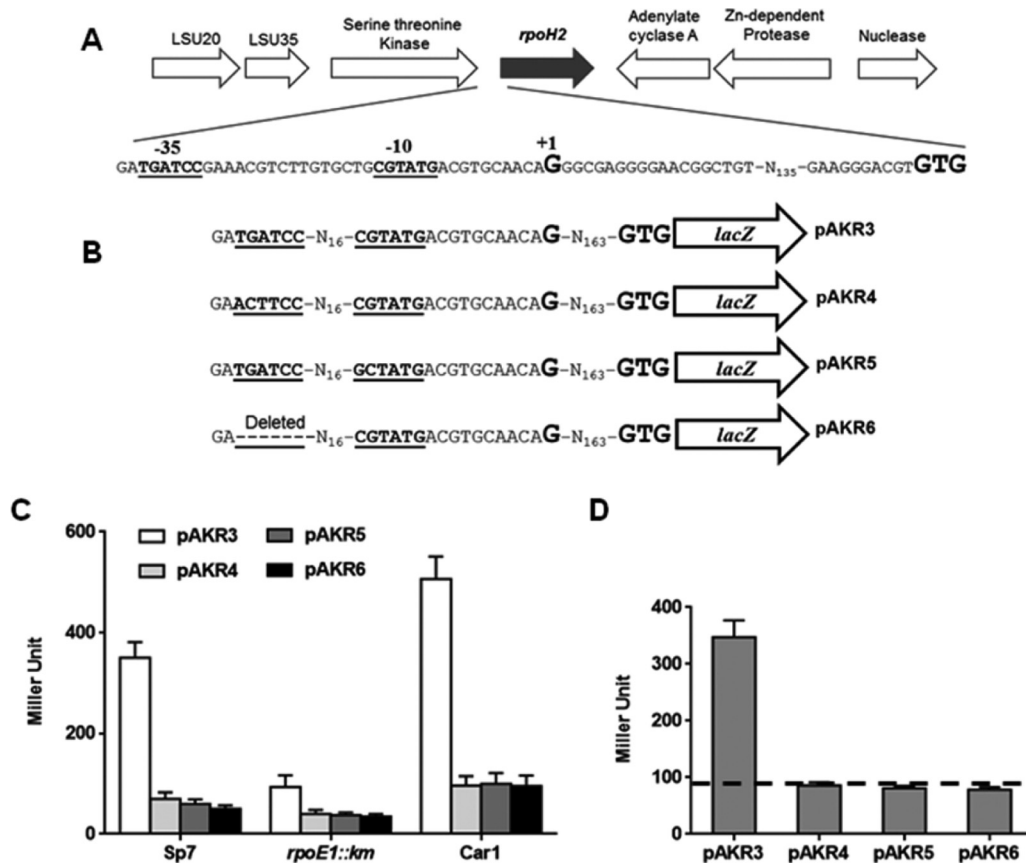 A
LSU20
LSU35
Serine threonine
Kinase
rpoH2
Adenylate
cyclase A
Zn-dependent
Protease
Nuclease
-35
-10
+1
GATGATCCGAAACGTCTTGTGCTGCGTATGACGTGCAACAGGGCGAGGGGAACGGCTGT-N135-GAAGGGACGTGTG
B
GATGATCC-N16-CGTATGACGTGCAACAG-N163-GTG lacZ pAKR3
GAACTTCC-N16-CGTATGACGTGCAACAG-N163-GTG lacZ pAKR4
GATGATCC-N16-GCTATGACGTGCAACAG-N163-GTG lacZ pAKR5
Deleted
GA-------N16-CGTATGACGTGCAACAG-N163-GTG lacZ pAKR6
C
Miller Unit
600
400
200
0
pAKR3
pAKR5
pAKR4
pAKR6
Sp7
rpoE1::km
Car1
D
Miller Unit
400
300
200
100
0
pAKR3
pAKR4
pAKR5
pAKR6